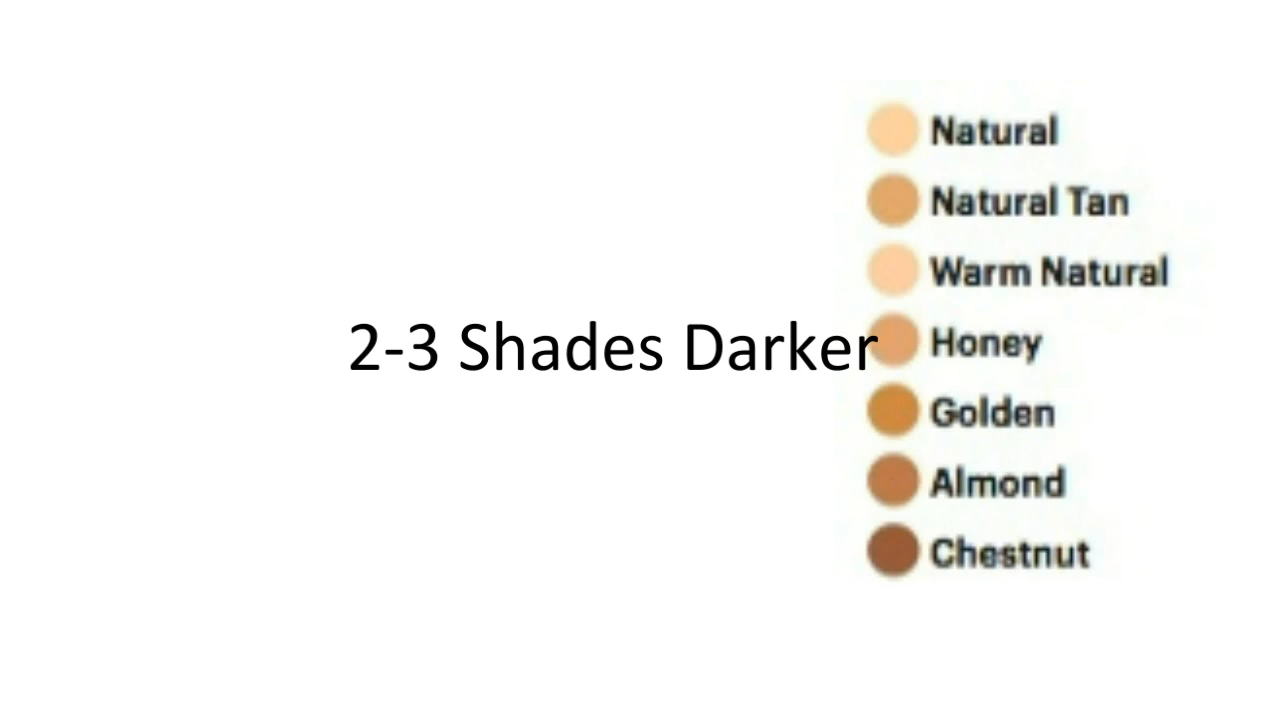 2-3 Shades Darker
Natural
Natural Tan
Warm Natural
Honey
Golden
Almond
Chestnut